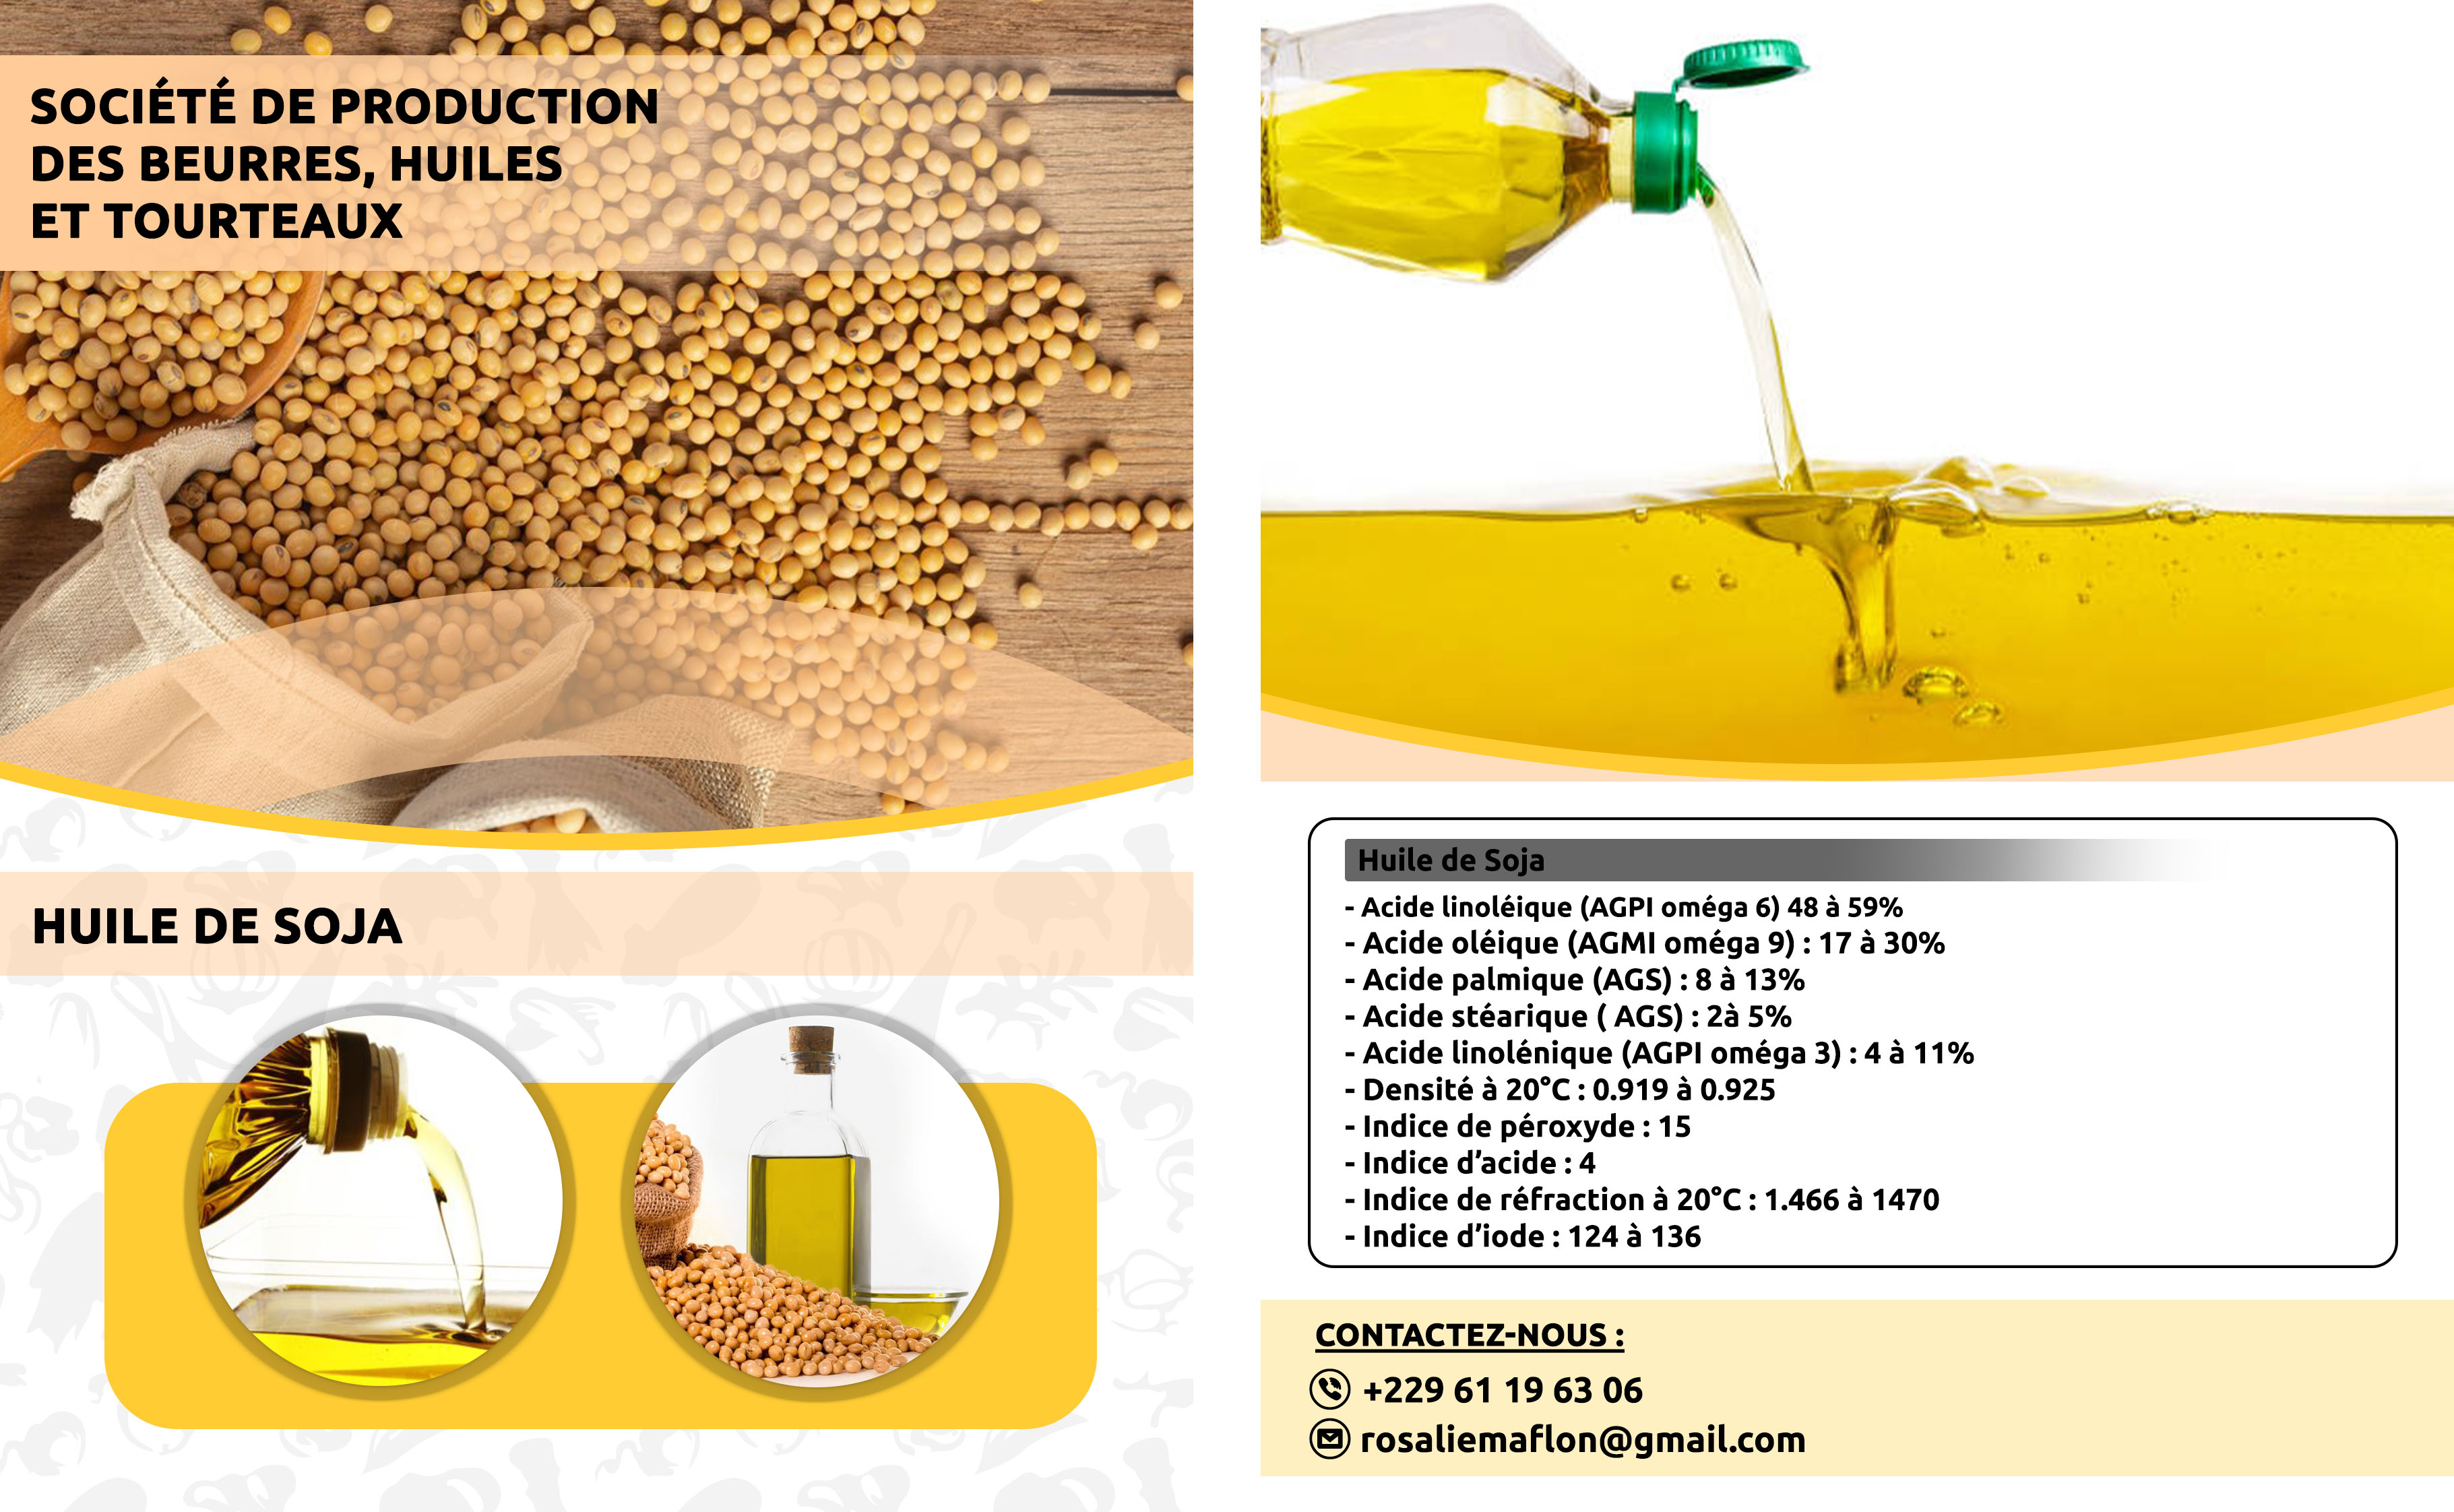 SOCIÉTÉ DE PRODUCTION
DES BEURRES, HUILES
ET TOURTEAUX
HUILE DE SOJA
Huile de Soja
- Acide linoléique (AGPI oméga 6) 48 à 59%
- Acide oléique (AGMI oméga 9) : 17 à 30%
- Acide palmique (AGS) : 8 à 13%
- Acide stéarique ( AGS) : 2à 5%
- Acide linolénique (AGPI oméga 3) : 4 à 11%
- Densité à 20°C : 0.919 à 0.925
- Indice de péroxyde : 15
- Indice d’acide : 4
- Indice de réfraction à 20°C : 1.466 à 1470
- Indice d’iode : 124 à 136
CONTACTEZ-NOUS :
+229 61 19 63 06
rosaliemaflon@gmail.com